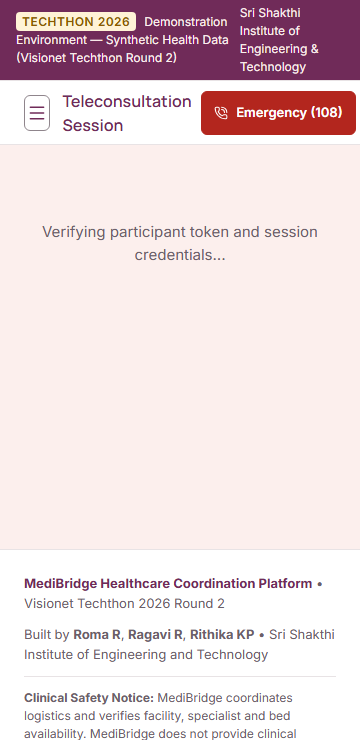 TECHTHON 2026 Demonstration
Environment — Synthetic Health Data
(Visionet Techthon Round 2)
Sri Shakthi
Institute of
Engineering &
Technology
Teleconsultation
Session
Emergency (108)
Verifying participant token and session
credentials...
MediBridge Healthcare Coordination Platform •
Visionet Techthon 2026 Round 2
Built by Roma R, Ragavi R, Rithika KP • Sri Shakthi
Institute of Engineering and Technology
Clinical Safety Notice: MediBridge coordinates
logistics and verifies facility, specialist and bed
availability. MediBridge does not provide clinical